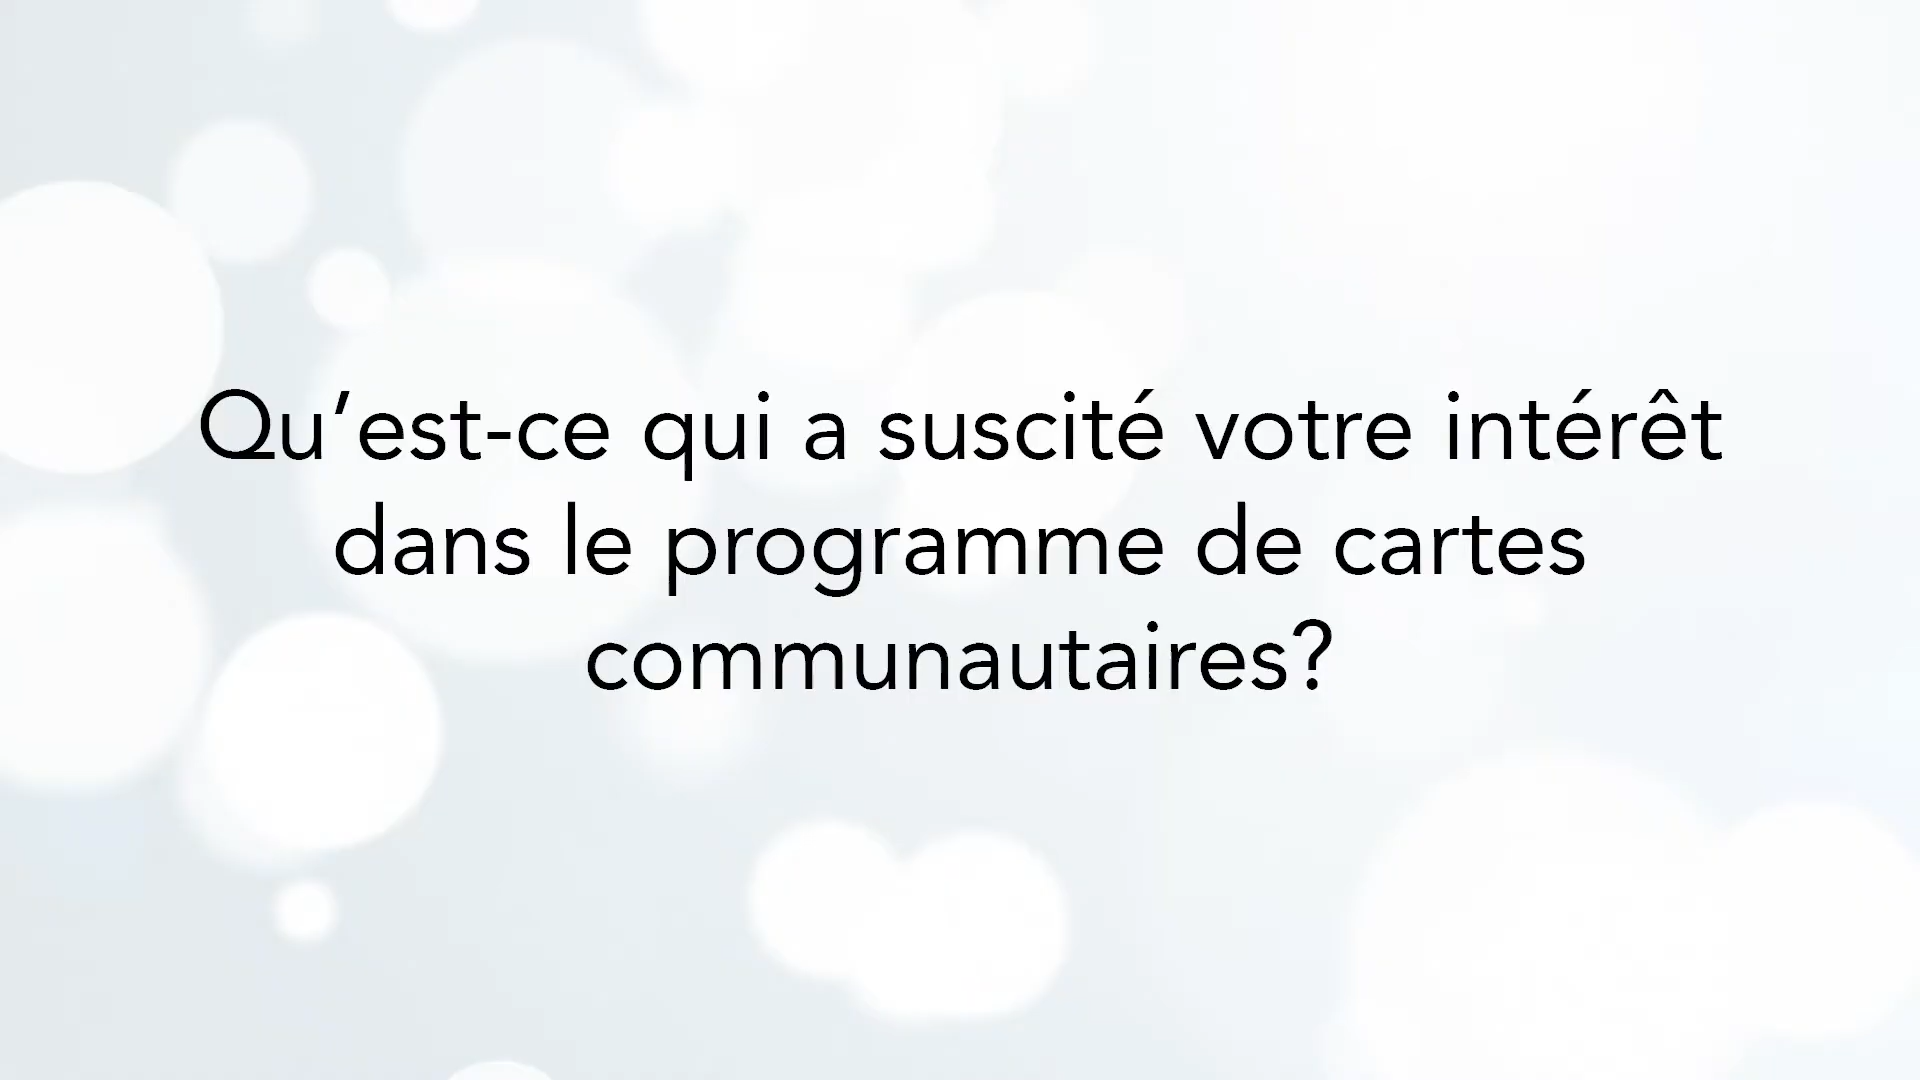 Qu’est-ce qui a suscité votre intérêt
dans le programme de cartes
communautaires?